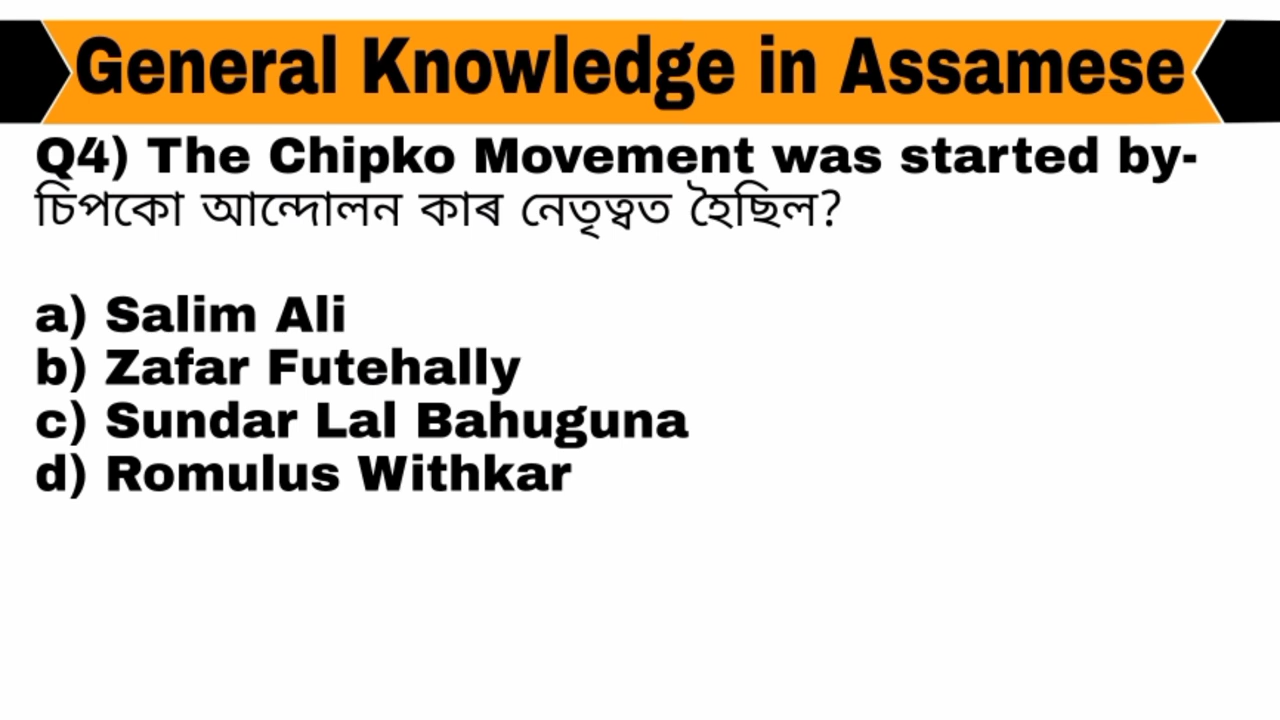 General Knowledge in Assamese
Q4) The Chipko Movement was started by-
চিপকো আন্দোলন কাৰ নেতৃত্বত হৈছিল?
a) Salim Ali
b) Zafar Futehally
c) Sundar Lal Bahuguna
d) Romulus Withkar